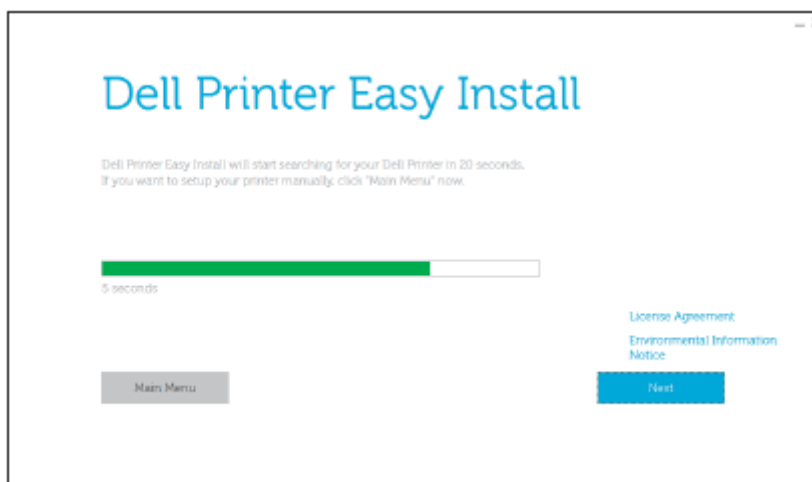 Dell Printer Easy Install
Dell Printer Easy Install will start searching for your Dell Printer in 20 seconds.
If you want to setup your printer manually, click "Main Menu" now.
5 seconds
License Agreement
Environmental Information
Notice
Main Menu
Next